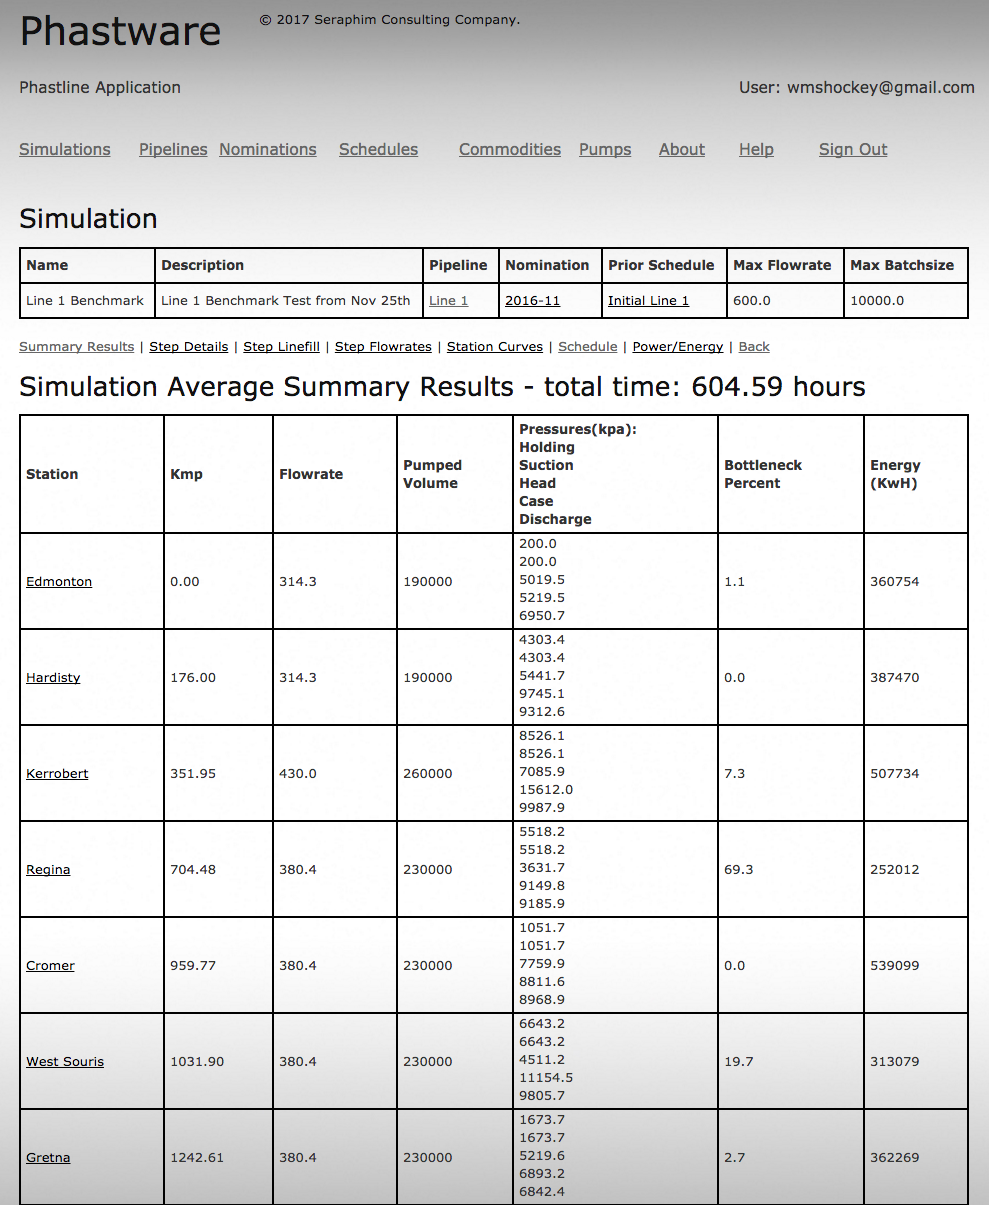 Phastware
© 2017 Seraphim Consulting Company.
Phastline Application
User: wmshockey@gmail.com
Simulations Pipelines Nominations Schedules Commodities Pumps About Help Sign Out
Simulation
Name Description Pipeline Nomination Prior Schedule Max Flowrate Max Batchsize
Line 1 Benchmark Line 1 Benchmark Test from Nov 25th Line 1 2016-11 Initial Line 1 600.0 10000.0
Summary Results | Step Details | Step Linefill | Step Flowrates | Station Curves | Schedule | Power/Energy | Back
Simulation Average Summary Results - total time: 604.59 hours
Station
Kmp
Flowrate
Pumped
Volume
Pressures(kpa):
Holding
Suction
Head
Case
Discharge
Bottleneck
Percent
Energy
(KwH)
Edmonton
0.00
314.3
190000
200.0
200.0
5019.5
5219.5
6950.7
1.1
360754
Hardisty
176.00
314.3
190000
4303.4
4303.4
5441.7
9745.1
9312.6
0.0
387470
Kerrobert
351.95
430.0
260000
8526.1
8526.1
7085.9
15612.0
9987.9
7.3
507734
Regina
704.48
380.4
230000
5518.2
5518.2
3631.7
9149.8
9185.9
69.3
252012
Cromer
959.77
380.4
230000
1051.7
1051.7
7759.9
8811.6
8968.9
0.0
539099
West Souris
1031.90
380.4
230000
6643.2
6643.2
4511.2
11154.5
9805.7
19.7
313079
Gretna
1242.61
380.4
230000
1673.7
1673.7
5219.6
6893.2
6842.4
2.7
362269